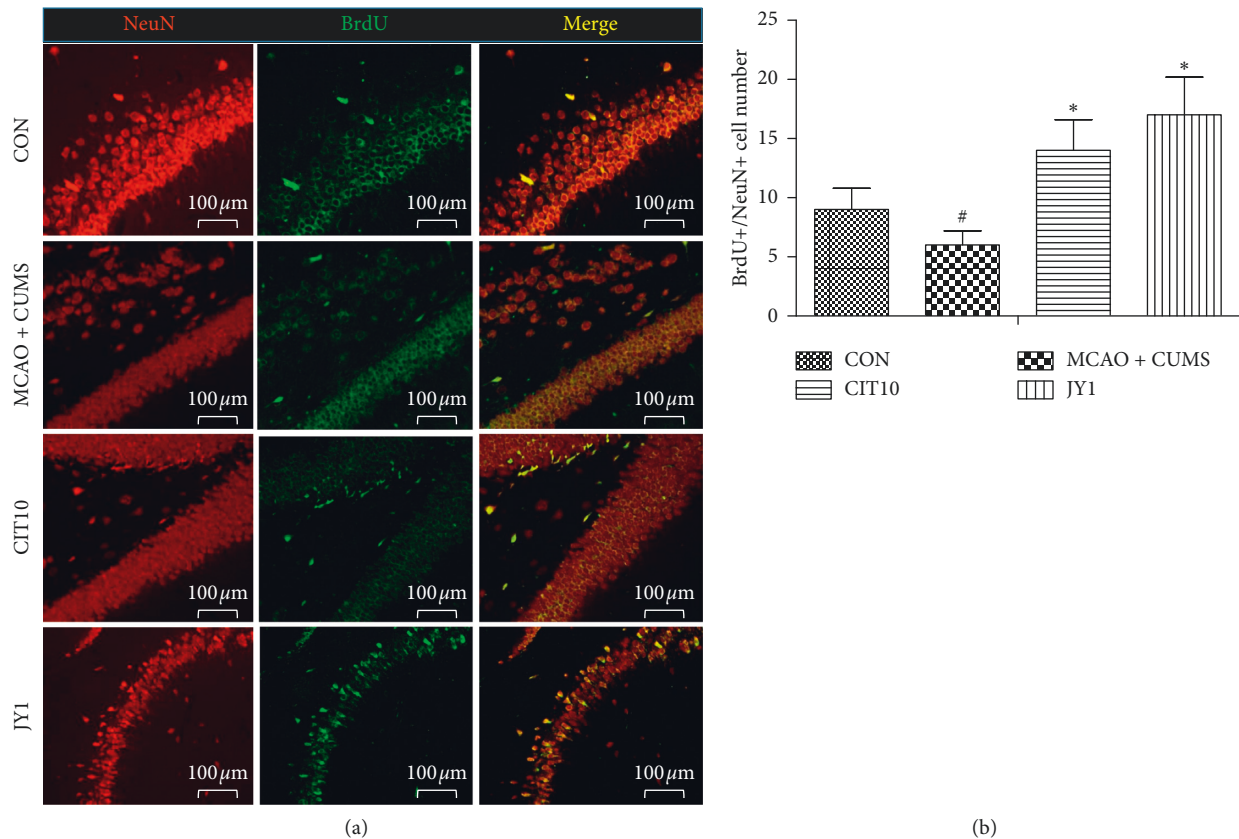 NeuN BrdU Merge
CON
100 μm 100 μm 100 μm
MCAO + CUMS
100 μm 100 μm 100 μm
CIT10
100 μm 100 μm 100 μm
JY1
100 μm 100 μm 100 μm
(a)
BrdU+/NeuN+ cell number
25
20
15
10
5
0
# * *
CON MCAO + CUMS
CIT10 JY1
(b)